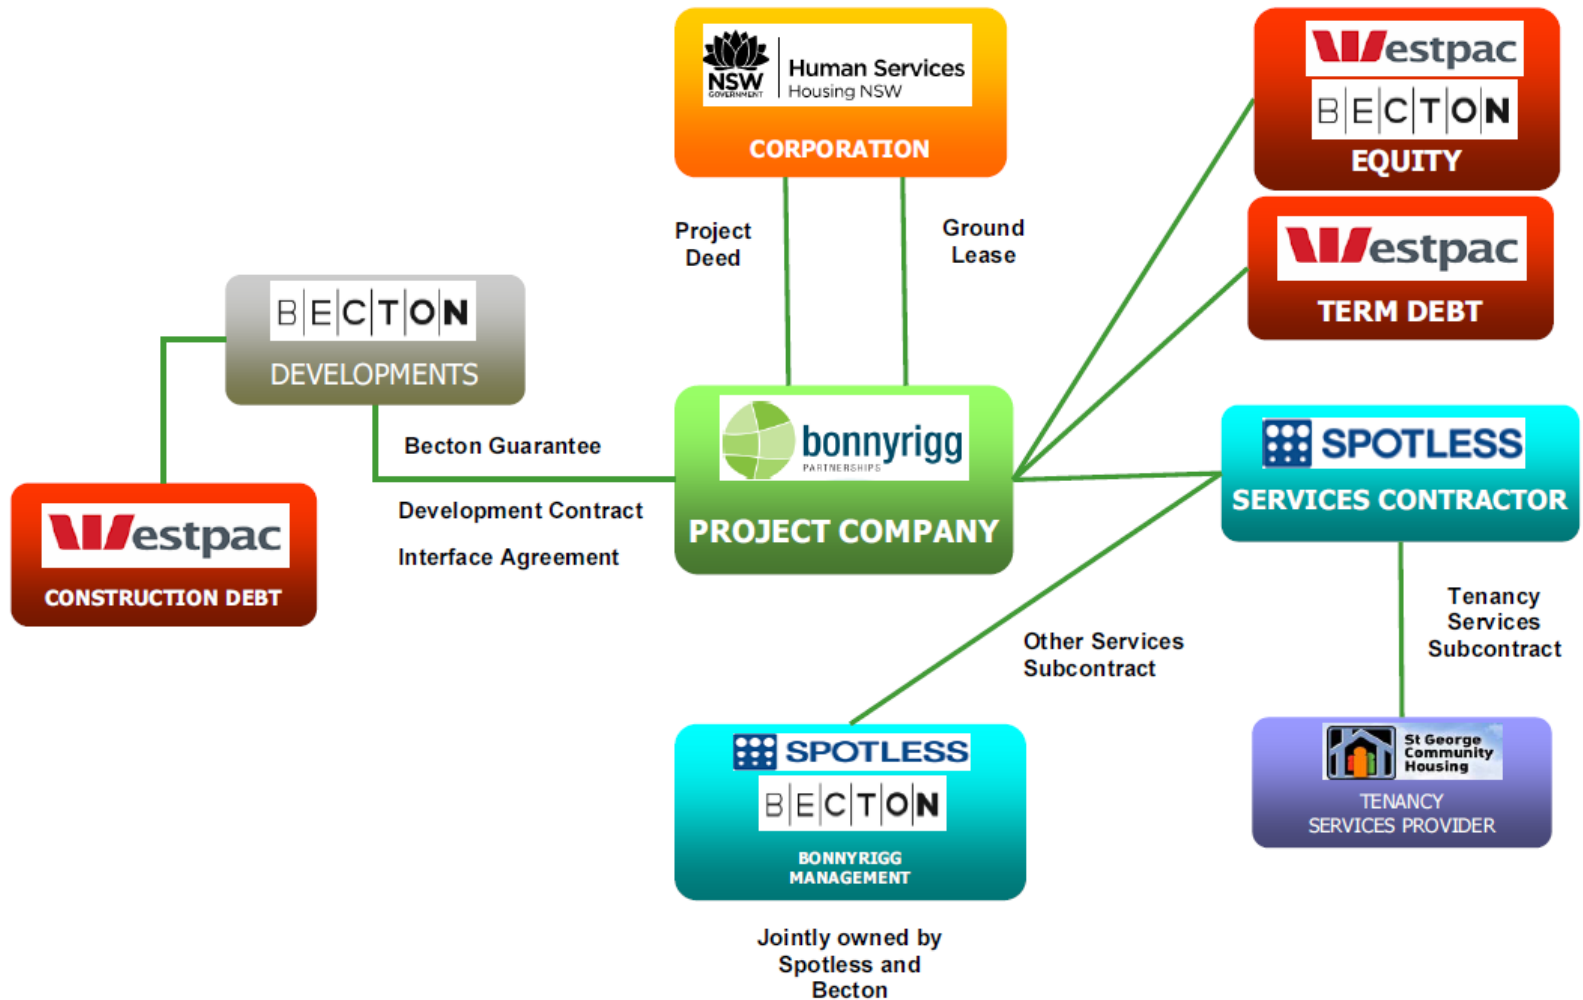 NSW
GOVERNMENT
Human Services
Housing NSW
CORPORATION
Westpac
BECTON
EQUITY
Westpac
TERM DEBT
Project
Deed
Ground
Lease
BECTON
DEVELOPMENTS
Becton Guarantee
Development Contract
Interface Agreement
Westpac
CONSTRUCTION DEBT
bonnyrigg
PARTNERSHIPS
PROJECT COMPANY
SPOTLESS
SERVICES CONTRACTOR
Other Services
Subcontract
Tenancy
Services
Subcontract
SPOTLESS
BECTON
BONNYRIGG
MANAGEMENT
Jointly owned by
Spotless and
Becton
St George
Community
Housing
TENANCY
SERVICES PROVIDER